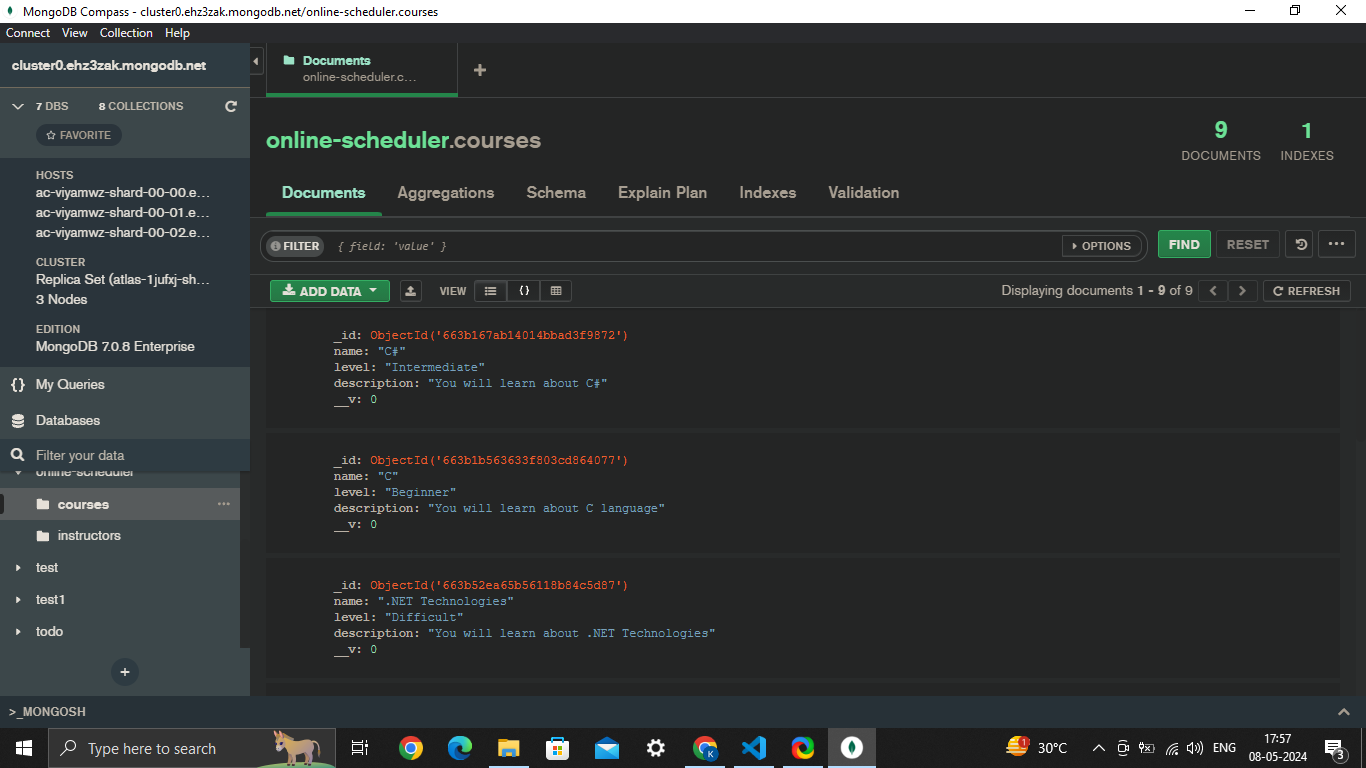 MongoDB Compass - cluster0.ehz3zak.mongodb.net/online-scheduler.courses
Connect View Collection Help
cluster0.ehz3zak.mongodb.net
7 DBS 8 COLLECTIONS
FAVORITE
HOSTS
ac-viyamwz-shard-00-00.e...
ac-viyamwz-shard-00-01.e...
ac-viyamwz-shard-00-02.e...
CLUSTER
Replica Set (atlas-1jufxj-sh...
3 Nodes
EDITION
MongoDB 7.0.8 Enterprise
{} My Queries
Databases
Filter your data
online-scheduler
courses ...
instructors
test
test1
todo
+
Documents
online-scheduler.c...
+
online-scheduler.courses
9
DOCUMENTS
1
INDEXES
Documents Aggregations Schema Explain Plan Indexes Validation
FILTER { field: 'value' } OPTIONS FIND RESET ...
ADD DATA VIEW {} Displaying documents 1 - 9 of 9 REFRESH
_id: ObjectId('663b167ab14014bbad3f9872')
name: "C#"
level: "Intermediate"
description: "You will learn about C#"
__v: 0
_id: ObjectId('663b1b563633f803cd864077')
name: "C"
level: "Beginner"
description: "You will learn about C language"
__v: 0
_id: ObjectId('663b52ea65b56118b84c5d87')
name: ".NET Technologies"
level: "Difficult"
description: "You will learn about .NET Technologies"
__v: 0
>_MONGOSH
Type here to search
K
1
30°C
ENG
17:57
08-05-2024
3